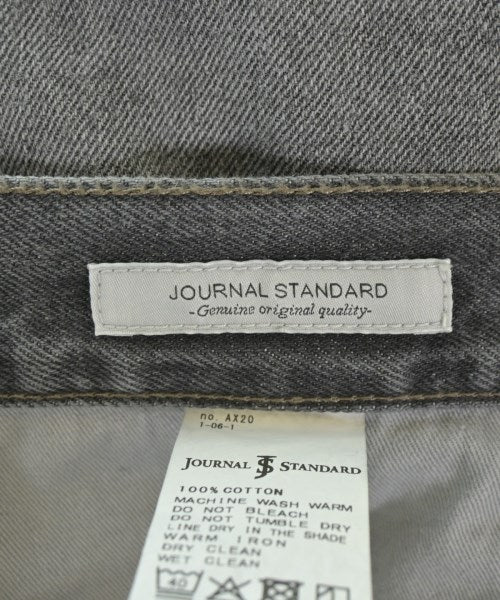 JOURNAL STANDARD
-Genuine original quality-
no. AX20
1-06-1
JOURNAL JS STANDARD
100% COTTON
MACHINE WASH WARM
DO NOT BLEACH
DO NOT TUMBLE DRY
LINE DRY IN THE SHADE
WARM IRON
DRY CLEAN
WET CLEAN
40